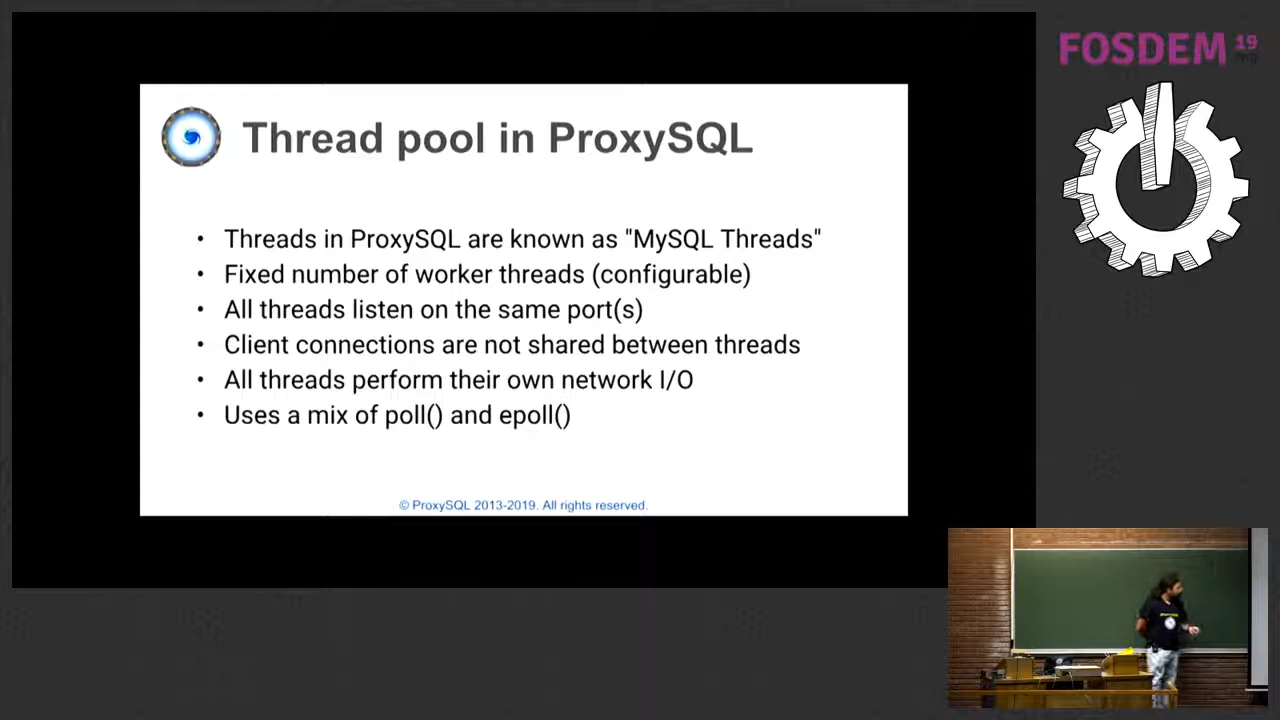 Thread pool in ProxySQL
• Threads in ProxySQL are known as "MySQL Threads"
• Fixed number of worker threads (configurable)
• All threads listen on the same port(s)
• Client connections are not shared between threads
• All threads perform their own network I/O
• Uses a mix of poll() and epoll()
© ProxySQL 2013-2019. All rights reserved.
FOSDEM 19